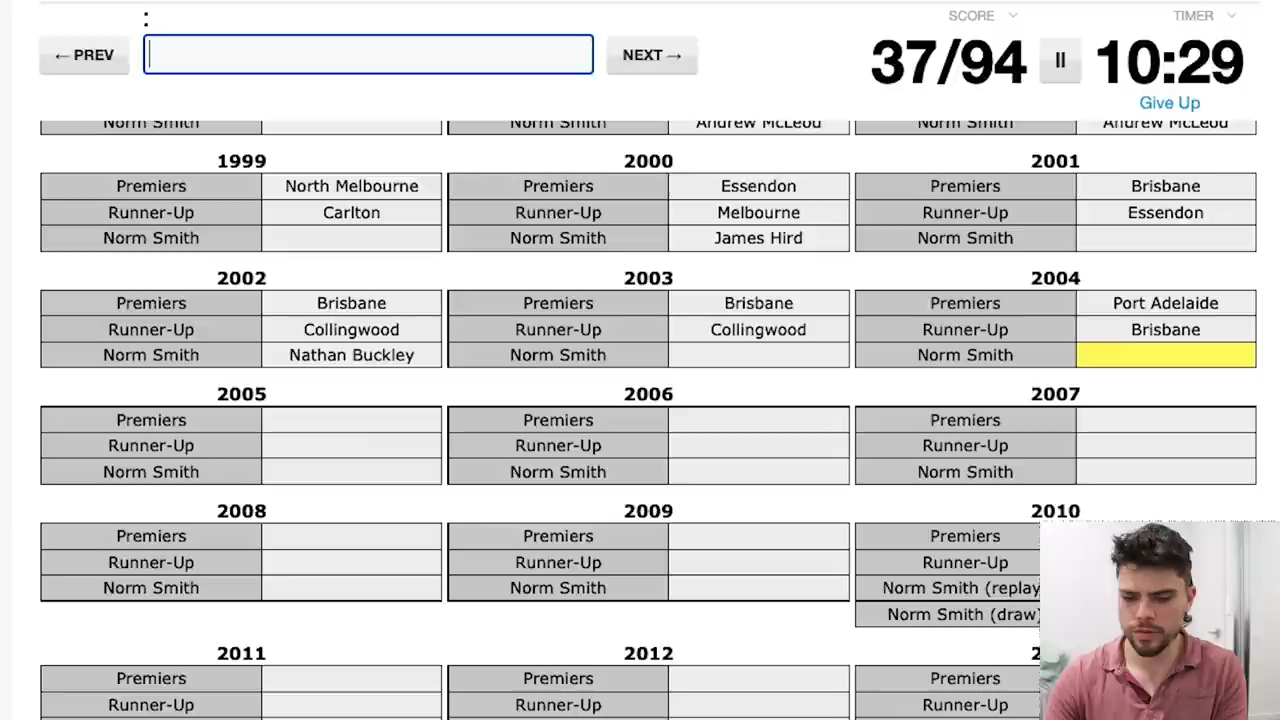 :
SCORE
TIMER
← PREV
NEXT →
37/94
10:29
Give Up
Norm Smith
Norm Smith Andrew McLeod
Norm Smith Andrew McLeod
1999
Premiers North Melbourne
Runner-Up Carlton
Norm Smith
2000
Premiers Essendon
Runner-Up Melbourne
Norm Smith James Hird
2001
Premiers Brisbane
Runner-Up Essendon
Norm Smith
2002
Premiers Brisbane
Runner-Up Collingwood
Norm Smith Nathan Buckley
2003
Premiers Brisbane
Runner-Up Collingwood
Norm Smith
2004
Premiers Port Adelaide
Runner-Up Brisbane
Norm Smith
2005
Premiers
Runner-Up
Norm Smith
2006
Premiers
Runner-Up
Norm Smith
2007
Premiers
Runner-Up
Norm Smith
2008
Premiers
Runner-Up
Norm Smith
2009
Premiers
Runner-Up
Norm Smith
2010
Premiers
Runner-Up
Norm Smith (replay
Norm Smith (draw)
2011
Premiers
Runner-Up
2012
Premiers
Runner-Up
2
Premiers
Runner-Up